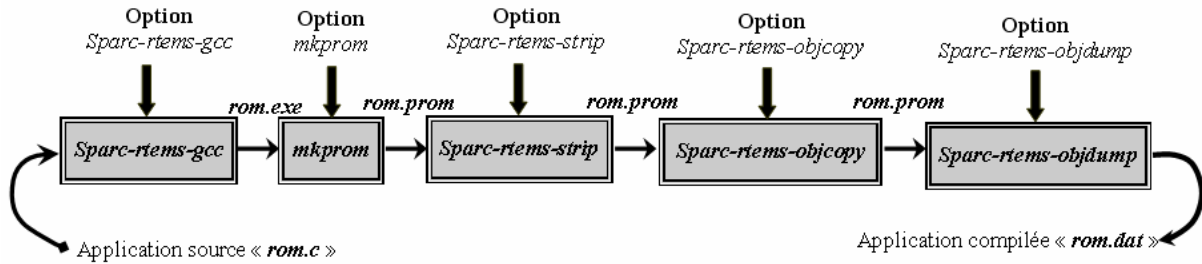 Option
Sparc-rtems-gcc
Option
mkprom
Option
Sparc-rtems-strip
Option
Sparc-rtems-objcopy
Option
Sparc-rtems-objdump
rom.exe
rom.prom
rom.prom
rom.prom
Sparc-rtems-gcc
mkprom
Sparc-rtems-strip
Sparc-rtems-objcopy
Sparc-rtems-objdump
Application source « rom.c »
Application compilée « rom.dat »